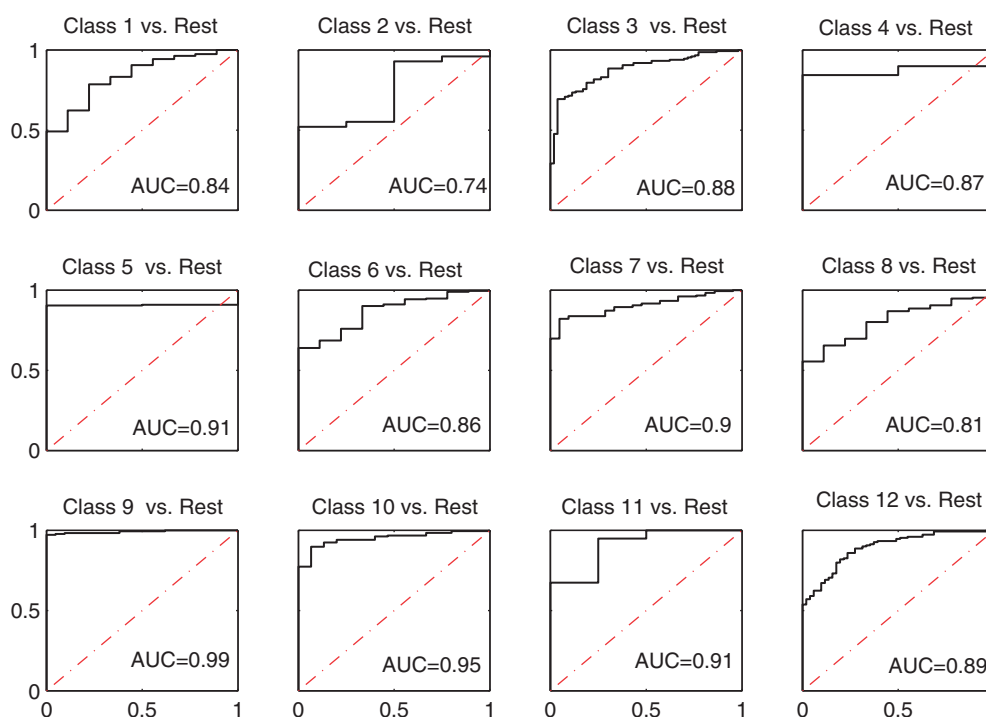 Class 1 vs. Rest
Class 2 vs. Rest
Class 3 vs. Rest
Class 4 vs. Rest
1
0.5
0
AUC=0.84
AUC=0.74
AUC=0.88
AUC=0.87
Class 5 vs. Rest
Class 6 vs. Rest
Class 7 vs. Rest
Class 8 vs. Rest
1
0.5
0
AUC=0.91
AUC=0.86
AUC=0.9
AUC=0.81
Class 9 vs. Rest
Class 10 vs. Rest
Class 11 vs. Rest
Class 12 vs. Rest
1
0.5
0
AUC=0.99
AUC=0.95
AUC=0.91
AUC=0.89
0 0.5 1
0 0.5 1
0 0.5 1
0 0.5